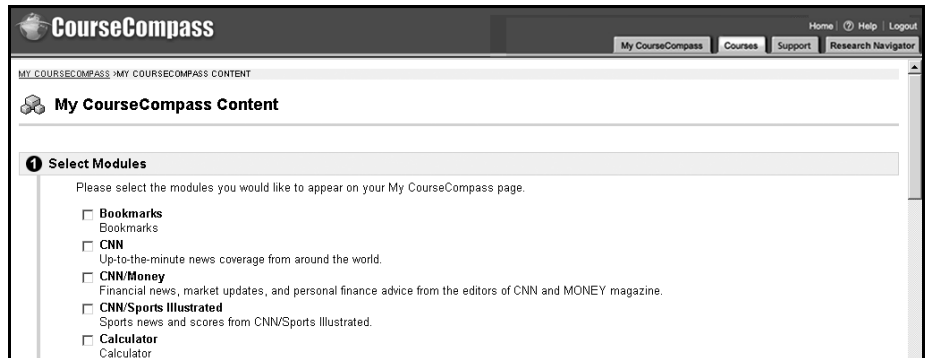 CourseCompass
Home | ? Help | Logout
My CourseCompass Courses Support Research Navigator
MY COURSECOMPASS >MY COURSECOMPASS CONTENT
My CourseCompass Content
1 Select Modules
Please select the modules you would like to appear on your My CourseCompass page.
Bookmarks
Bookmarks
CNN
Up-to-the-minute news coverage from around the world.
CNN/Money
Financial news, market updates, and personal finance advice from the editors of CNN and MONEY magazine.
CNN/Sports Illustrated
Sports news and scores from CNN/Sports Illustrated.
Calculator
Calculator